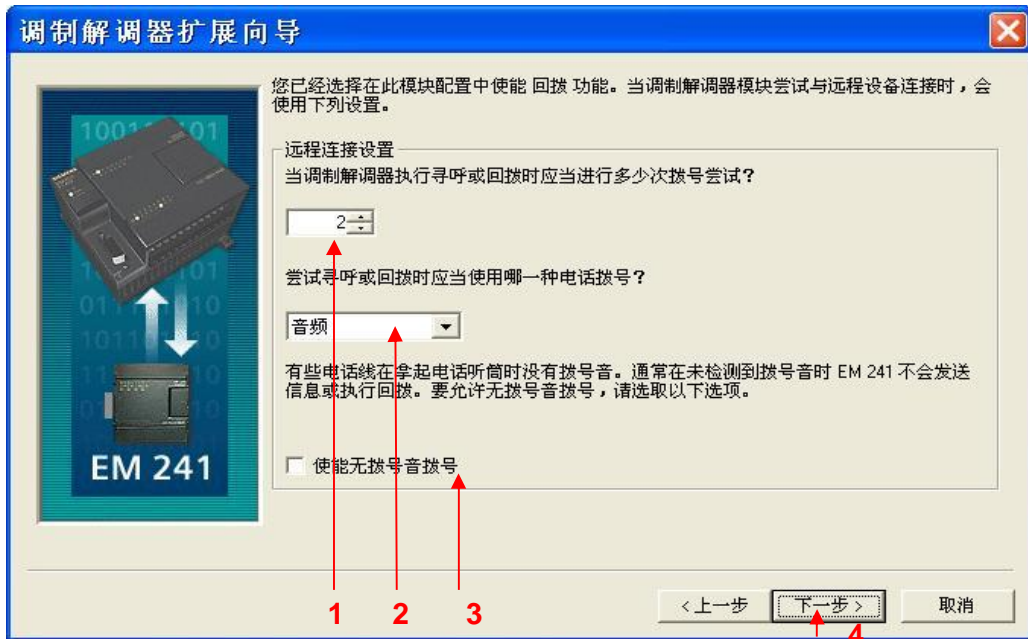 调制解调器扩展向导
您已经选择在此模块配置中使能 回拨 功能。当调制解调器模块尝试与远程设备连接时，会
使用下列设置。
远程连接设置
当调制解调器执行寻呼或回拨时应当进行多少次拨号尝试?
2
尝试寻呼或回拨时应当使用哪一种电话拨号?
音频
有些电话线在拿起电话听筒时没有拨号音。通常在未检测到拨号音时 EM 241 不会发送
信息或执行回拨。要允许无拨号音拨号，请选取以下选项。
使能无拨号音拨号
EM 241
<上一步
下一步>
取消
1
2
3
4